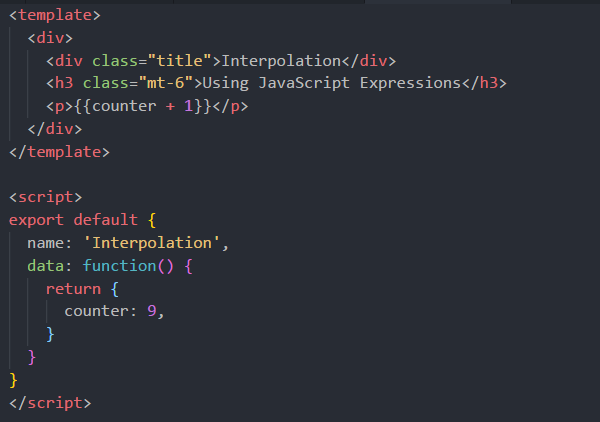 <template>
  <div>
    <div class="title">Interpolation</div>
    <h3 class="mt-6">Using JavaScript Expressions</h3>
    <p>{{counter + 1}}</p>
  </div>
</template>

<script>
export default {
  name: 'Interpolation',
  data: function() {
    return {
      counter: 9,
    }
  }
}
</script>